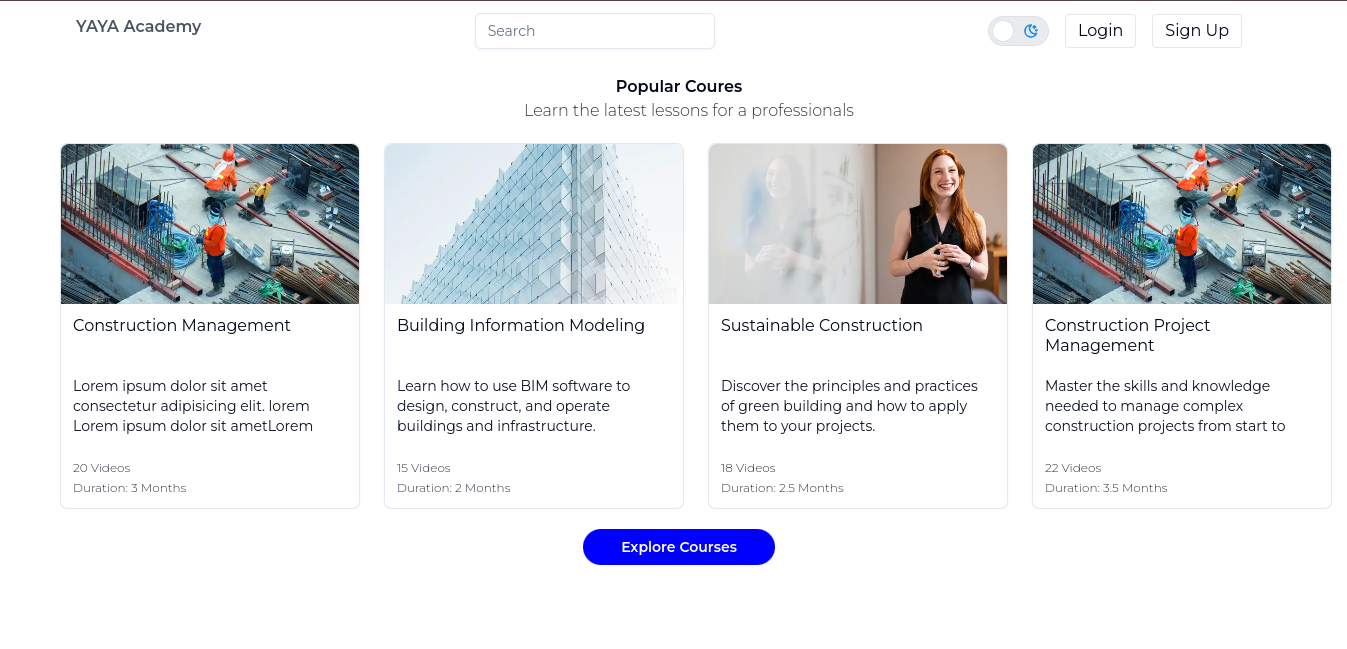 YAYA Academy
Search
Login
Sign Up
Popular Coures
Learn the latest lessons for a professionals
Construction Management
Lorem ipsum dolor sit amet
consectetur adipisicing elit. lorem
Lorem ipsum dolor sit ametLorem
20 Videos
Duration: 3 Months
Building Information Modeling
Learn how to use BIM software to
design, construct, and operate
buildings and infrastructure.
15 Videos
Duration: 2 Months
Sustainable Construction
Discover the principles and practices
of green building and how to apply
them to your projects.
18 Videos
Duration: 2.5 Months
Construction Project
Management
Master the skills and knowledge
needed to manage complex
construction projects from start to
22 Videos
Duration: 3.5 Months
Explore Courses